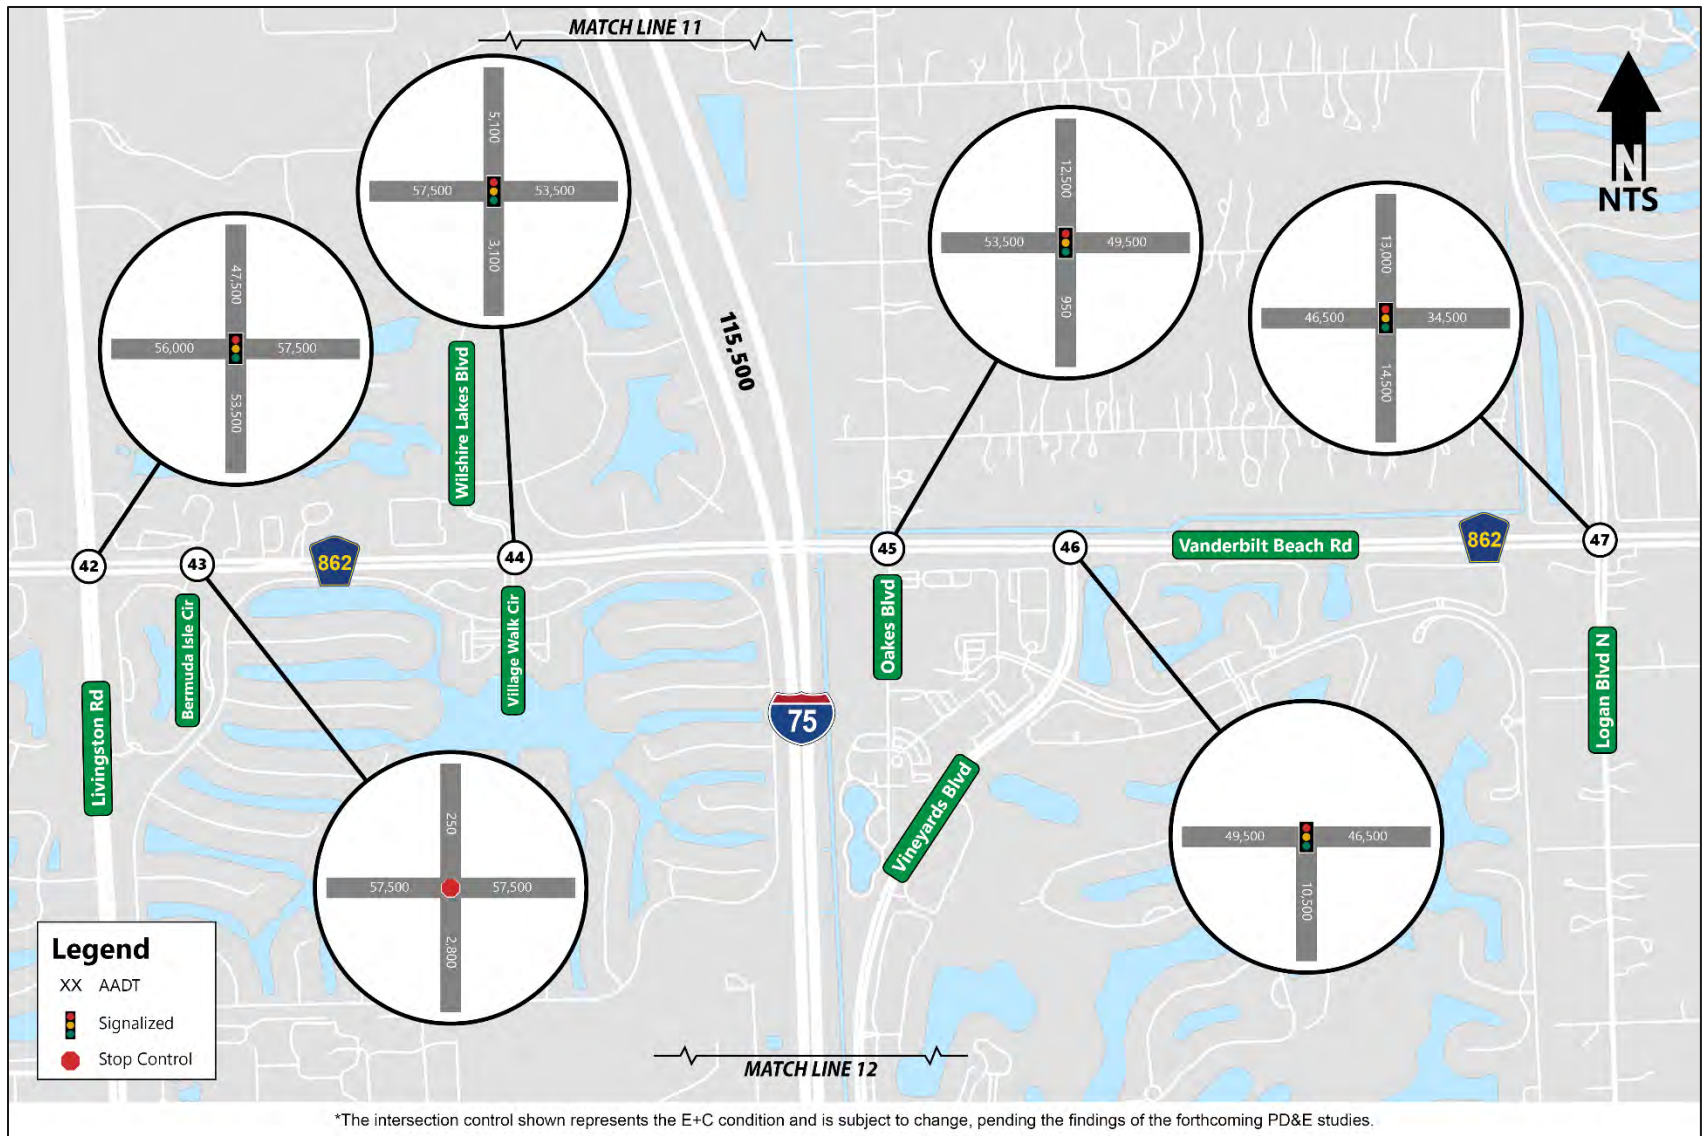 MATCH LINE 11
N
NTS
5,100
57,500
53,500
3,100
12,500
53,500
49,500
950
13,000
46,500
34,500
14,500
47,500
56,000
57,500
53,500
115,500
Wilshire Lakes Blvd
42
43
862
44
45
46
Vanderbilt Beach Rd
862
47
Livingston Rd
Bermuda Isle Cir
Village Walk Cir
75
Oakes Blvd
Vineyards Blvd
Logan Blvd N
250
57,500
57,500
2,800
49,500
46,500
10,500
Legend
XX AADT
Signalized
Stop Control
MATCH LINE 12
*The intersection control shown represents the E+C condition and is subject to change, pending the findings of the forthcoming PD&E studies.